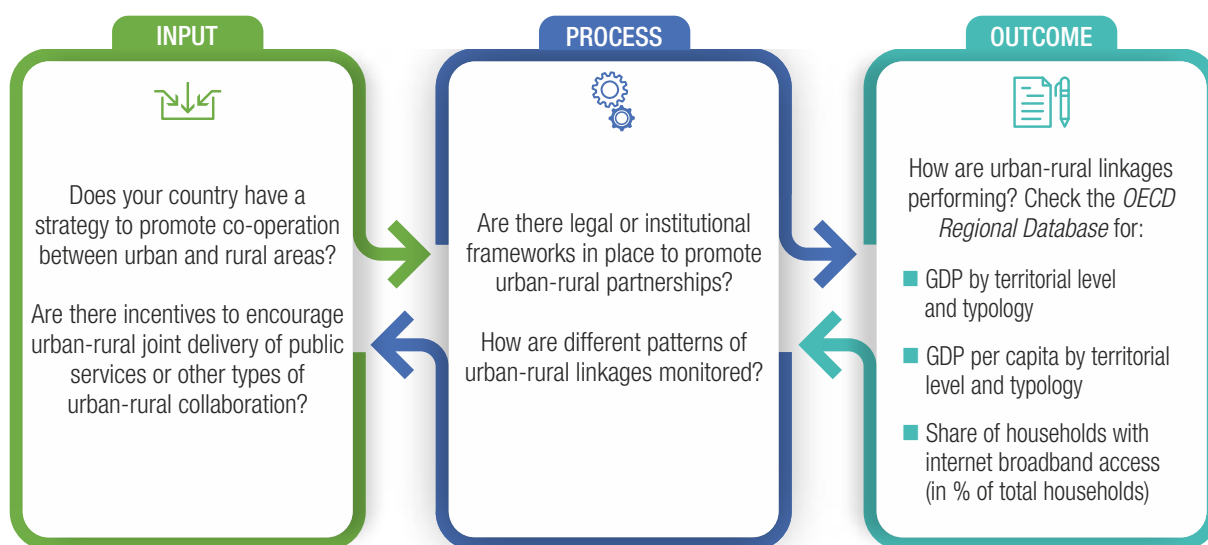 INPUT
Does your country have a
strategy to promote co-operation
between urban and rural areas?
Are there incentives to encourage
urban-rural joint delivery of public
services or other types of
urban-rural collaboration?
PROCESS
Are there legal or institutional
frameworks in place to promote
urban-rural partnerships?
How are different patterns of
urban-rural linkages monitored?
OUTCOME
How are urban-rural linkages
performing? Check the OECD
Regional Database for:
GDP by territorial level
and typology
GDP per capita by territorial
level and typology
Share of households with
internet broadband access
(in % of total households)